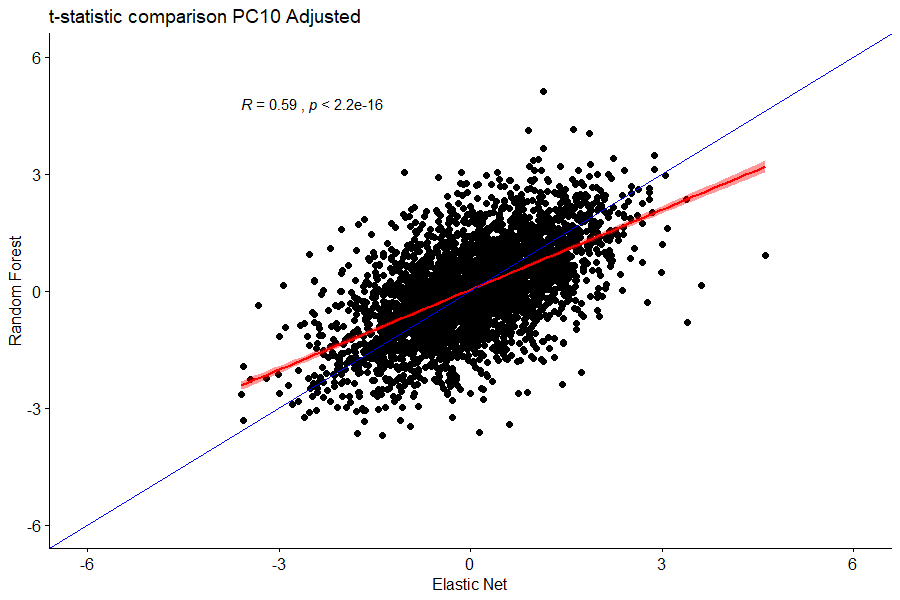 t-statistic comparison PC10 Adjusted
6
R = 0.59 , p < 2.2e-16
3
Random Forest
0
-3
-6
-6 -3 0 3 6
Elastic Net